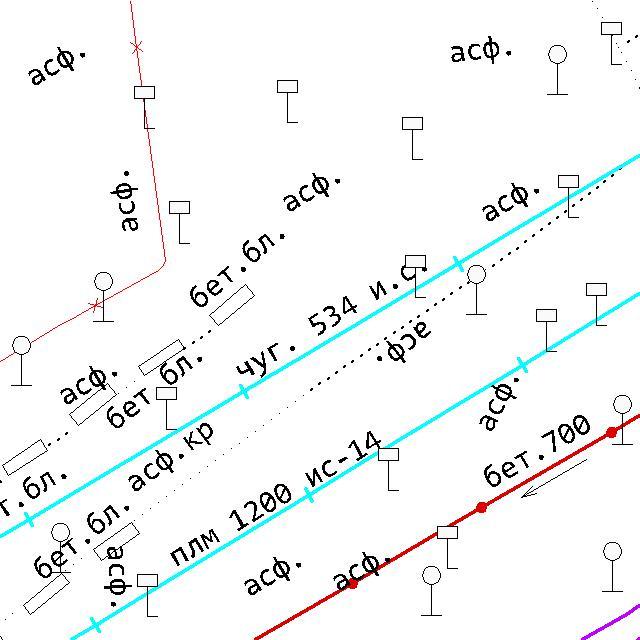 асф.
асф.
асф.
асф.
асф.
бет.бл.
чуг. 534 и.с.
асф.
асф.
бет бл.
асф.
бет.700
асф.кр
плм 1200 ис-14
т.бл.
бет.бл.
асф.
асф.
асф.